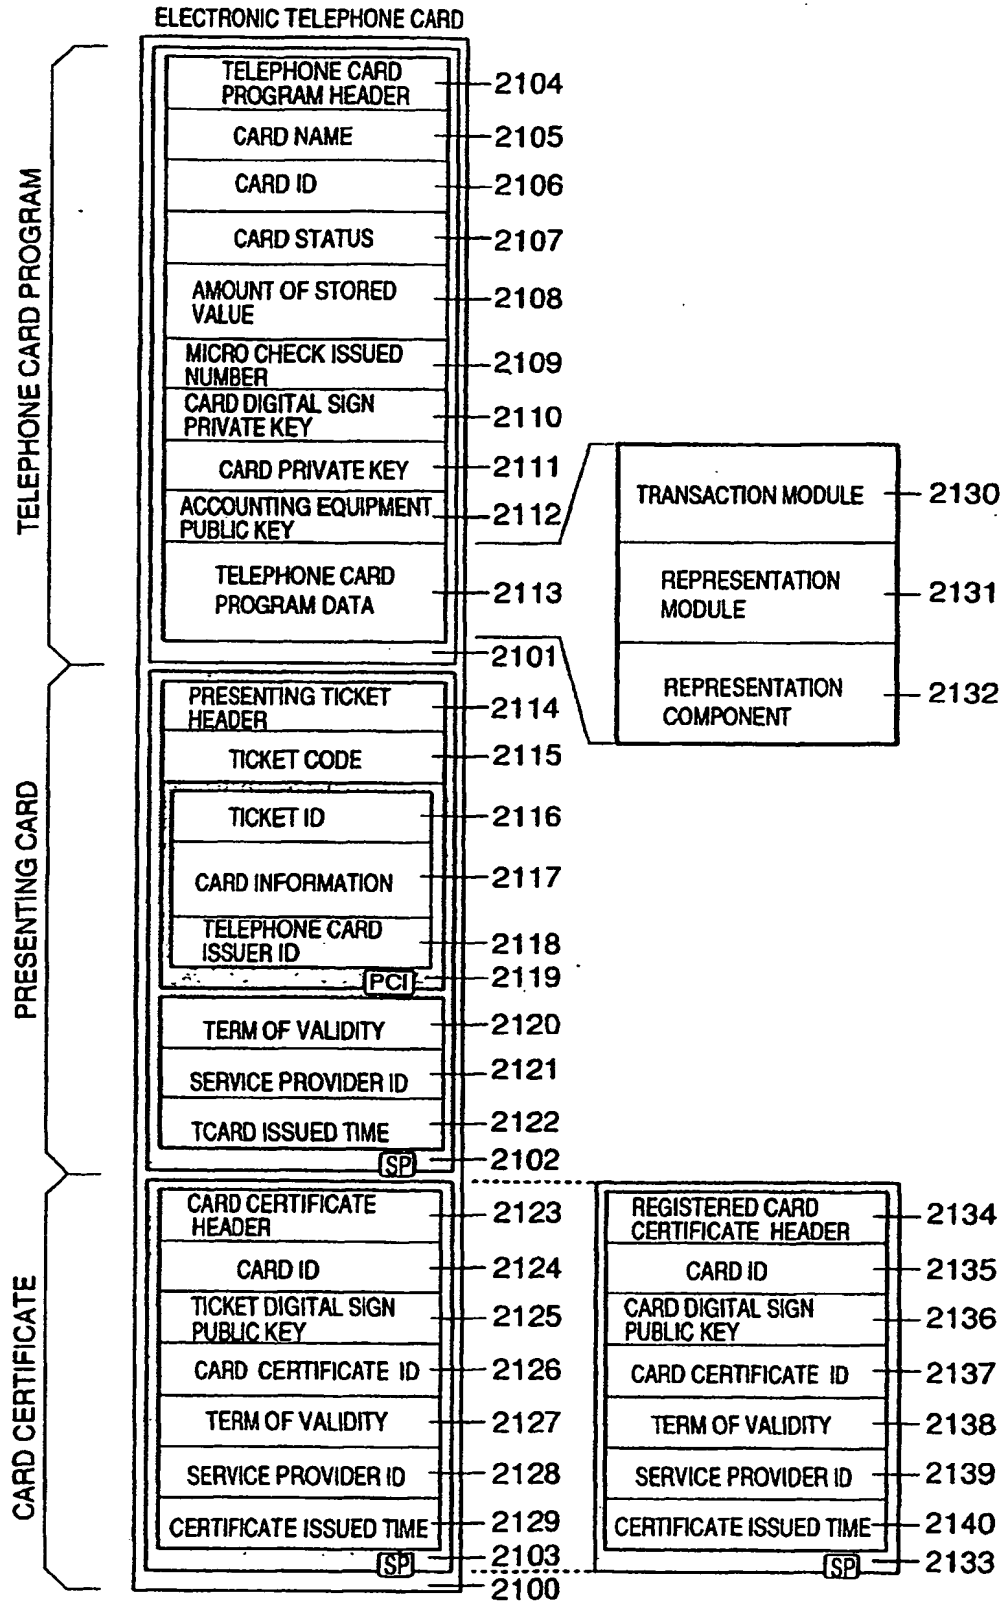 ELECTRONIC TELEPHONE CARD
TELEPHONE CARD PROGRAM
TELEPHONE CARD
PROGRAM HEADER
2104
CARD NAME
2105
CARD ID
2106
CARD STATUS
2107
AMOUNT OF STORED
VALUE
2108
MICRO CHECK ISSUED
NUMBER
2109
CARD DIGITAL SIGN
PRIVATE KEY
2110
CARD PRIVATE KEY
2111
ACCOUNTING EQUIPMENT
PUBLIC KEY
2112
TELEPHONE CARD
PROGRAM DATA
2113
2101
TRANSACTION MODULE
2130
REPRESENTATION
MODULE
2131
REPRESENTATION
COMPONENT
2132
PRESENTING CARD
PRESENTING TICKET
HEADER
2114
TICKET CODE
2115
TICKET ID
2116
CARD INFORMATION
2117
TELEPHONE CARD
ISSUER ID
2118
PCI
2119
TERM OF VALIDITY
2120
SERVICE PROVIDER ID
2121
TCARD ISSUED TIME
2122
SP
2102
CARD CERTIFICATE
CARD CERTIFICATE
HEADER
2123
CARD ID
2124
TICKET DIGITAL SIGN
PUBLIC KEY
2125
CARD CERTIFICATE ID
2126
TERM OF VALIDITY
2127
SERVICE PROVIDER ID
2128
CERTIFICATE ISSUED TIME
2129
SP
2103
2100
REGISTERED CARD
CERTIFICATE HEADER
2134
CARD ID
2135
CARD DIGITAL SIGN
PUBLIC KEY
2136
CARD CERTIFICATE ID
2137
TERM OF VALIDITY
2138
SERVICE PROVIDER ID
2139
CERTIFICATE ISSUED TIME
2140
SP
2133